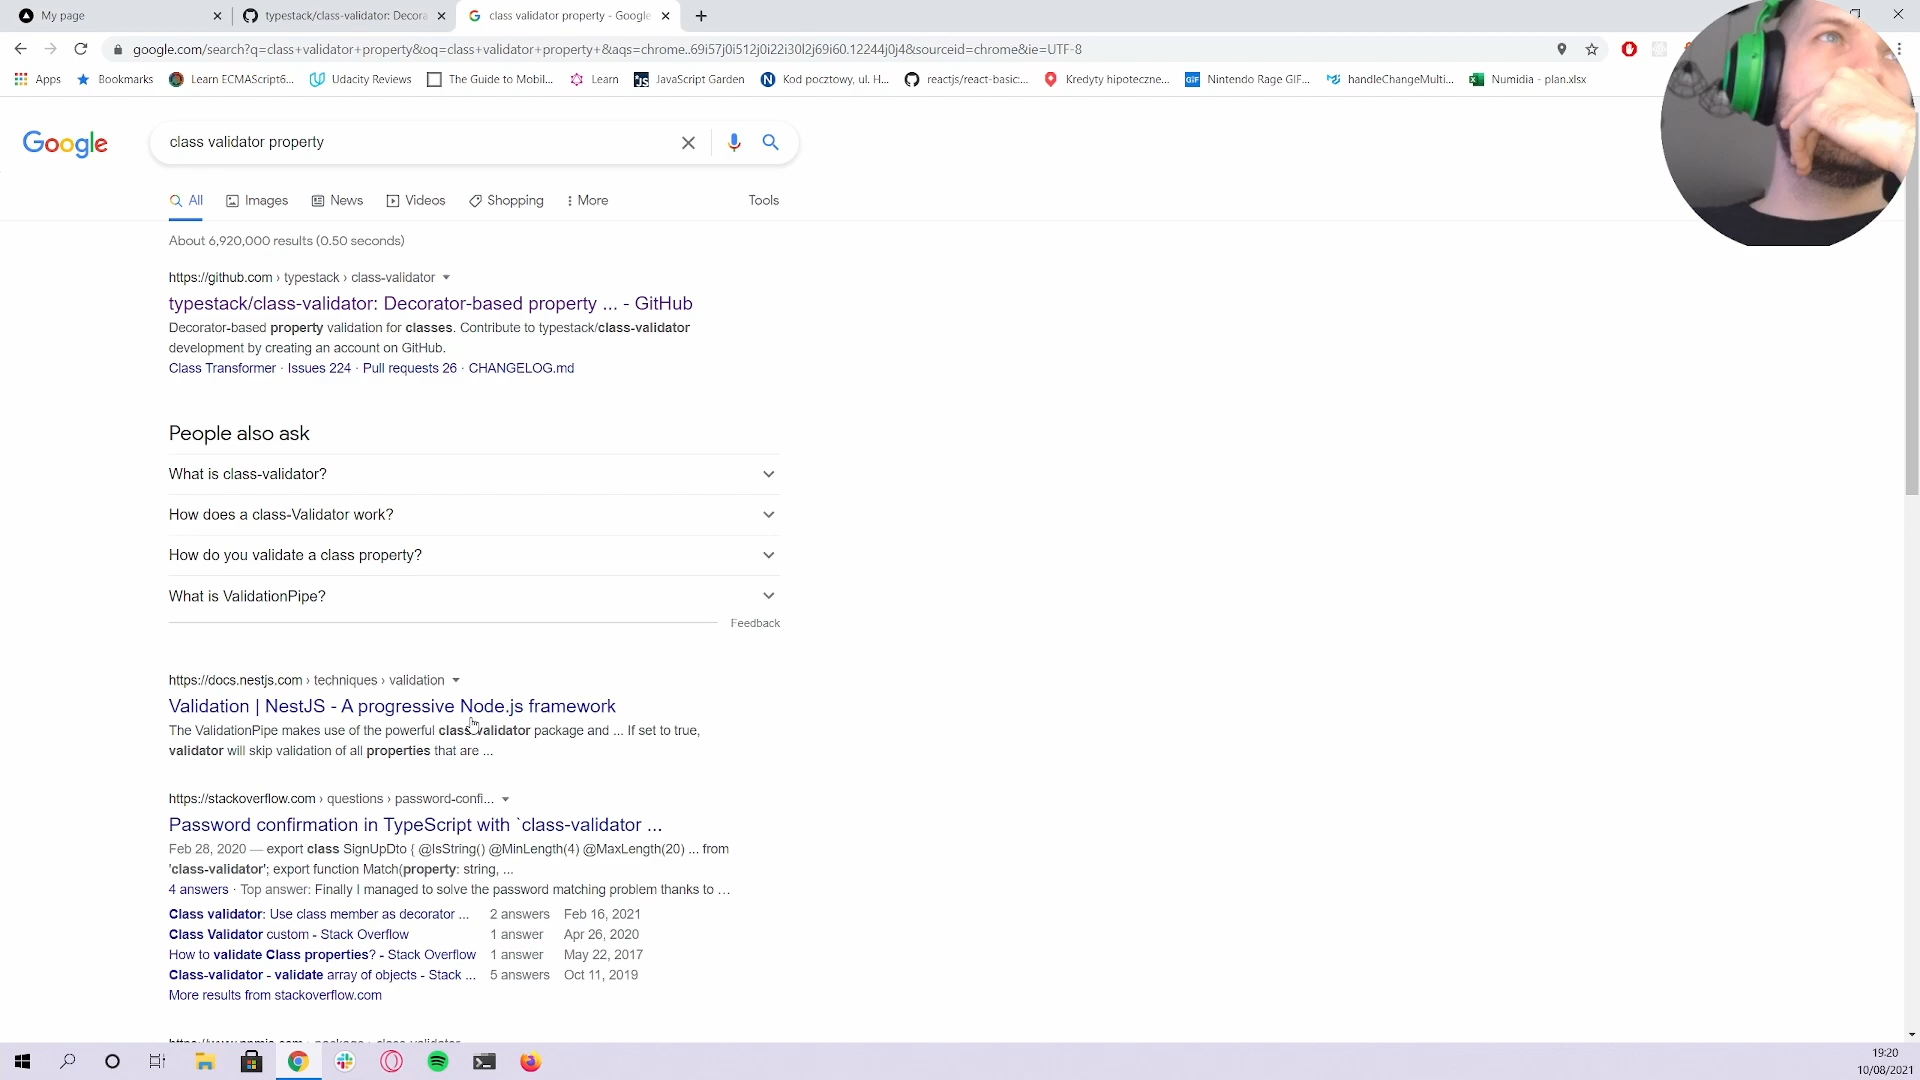 My page
typestack/class-validator: Decora
class validator property - Google
google.com/search?q=class+validator+property&oq=class+validator+property+&aqs=chrome..69i57j0i512j0i22i30l2j69i60.12244j0j4&sourceid=chrome&ie=UTF-8
Apps
Bookmarks
Learn ECMAScript6...
Udacity Reviews
The Guide to Mobil...
Learn
JavaScript Garden
Kod pocztowy, ul. H...
reactjs/react-basic:...
Kredyty hipoteczne...
GIF
Nintendo Rage GIF...
handleChangeMulti...
Numidia - plan.xlsx
Google
class validator property
All
Images
News
Videos
Shopping
More
Tools
About 6,920,000 results (0.50 seconds)
https://github.com › typestack › class-validator
typestack/class-validator: Decorator-based property ... - GitHub
Decorator-based property validation for classes. Contribute to typestack/class-validator
development by creating an account on GitHub.
Class Transformer · Issues 224 · Pull requests 26 · CHANGELOG.md
People also ask
What is class-validator?
How does a class-Validator work?
How do you validate a class property?
What is ValidationPipe?
Feedback
https://docs.nestjs.com › techniques › validation
Validation | NestJS - A progressive Node.js framework
The ValidationPipe makes use of the powerful class-validator package and ... If set to true,
validator will skip validation of all properties that are ...
https://stackoverflow.com › questions › password-confi...
Password confirmation in TypeScript with `class-validator ...
Feb 28, 2020 — export class SignUpDto { @IsString() @MinLength(4) @MaxLength(20) ... from
'class-validator'; export function Match(property: string, ...
4 answers · Top answer: Finally I managed to solve the password matching problem thanks to ...
Class validator: Use class member as decorator ... 2 answers Feb 16, 2021
Class Validator custom - Stack Overflow 1 answer Apr 26, 2020
How to validate Class properties? - Stack Overflow 1 answer May 22, 2017
Class-validator - validate array of objects - Stack ... 5 answers Oct 11, 2019
More results from stackoverflow.com
https://www.npmjs.com › package › class-validator
19:20
10/08/2021